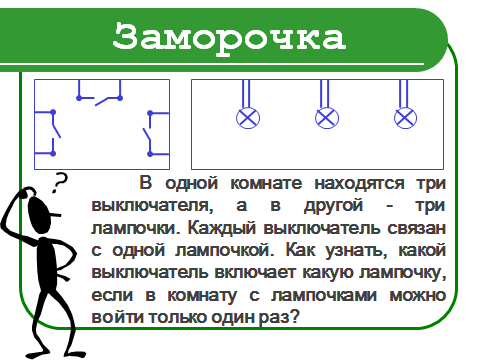 Заморочка
?
В одной комнате находятся три
выключателя, а в другой - три
лампочки. Каждый выключатель связан
с одной лампочкой. Как узнать, какой
выключатель включает какую лампочку,
если в комнату с лампочками можно
войти только один раз?